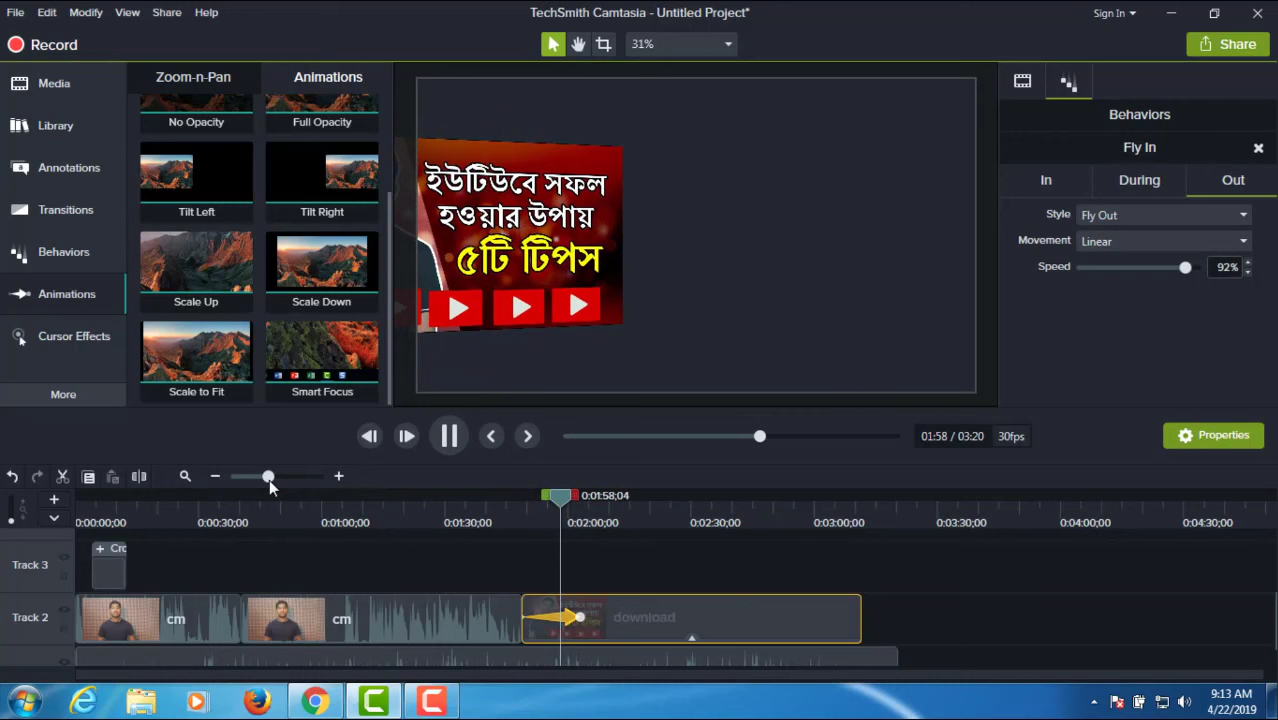 File Edit Modify View Share Help
TechSmith Camtasia - Untitled Project*
Sign In
Record
31%
Share
Media
Library
Annotations
Transitions
Behaviors
Animations
Cursor Effects
More
Zoom-n-Pan
Animations
No Opacity
Full Opacity
Tilt Left
Tilt Right
Scale Up
Scale Down
Scale to Fit
Smart Focus
ইউটিউবে সফল
হওয়ার উপায়
৫টি টিপস
Behaviors
Fly In
In
During
Out
Style
Fly Out
Movement
Linear
Speed
92%
01:58 / 03:20
30fps
Properties
0:01:58;04
0:00:00;00
0:00:30;00
0:01:00;00
0:01:30;00
0:02:00;00
0:02:30;00
0:03:00;00
0:03:30;00
0:04:00;00
0:04:30;00
Track 3
+ Crc
Track 2
cm
cm
download
9:13 AM
4/22/2019